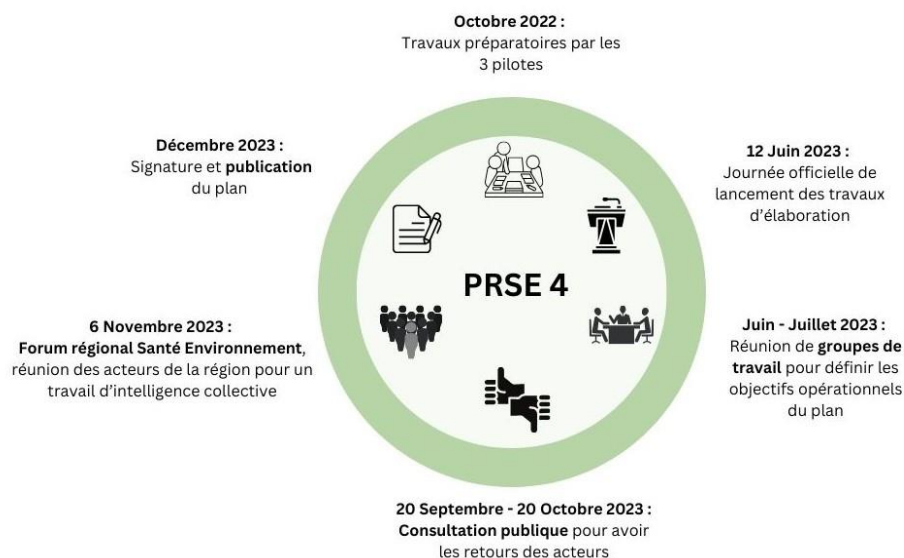 Octobre 2022 :
Travaux préparatoires par les
3 pilotes
12 Juin 2023 :
Journée officielle de
lancement des travaux
d’élaboration
Juin - Juillet 2023 :
Réunion de groupes de
travail pour définir les
objectifs opérationnels
du plan
20 Septembre - 20 Octobre 2023 :
Consultation publique pour avoir
les retours des acteurs
6 Novembre 2023 :
Forum régional Santé Environnement,
réunion des acteurs de la région pour un
travail d’intelligence collective
Décembre 2023 :
Signature et publication
du plan
PRSE 4